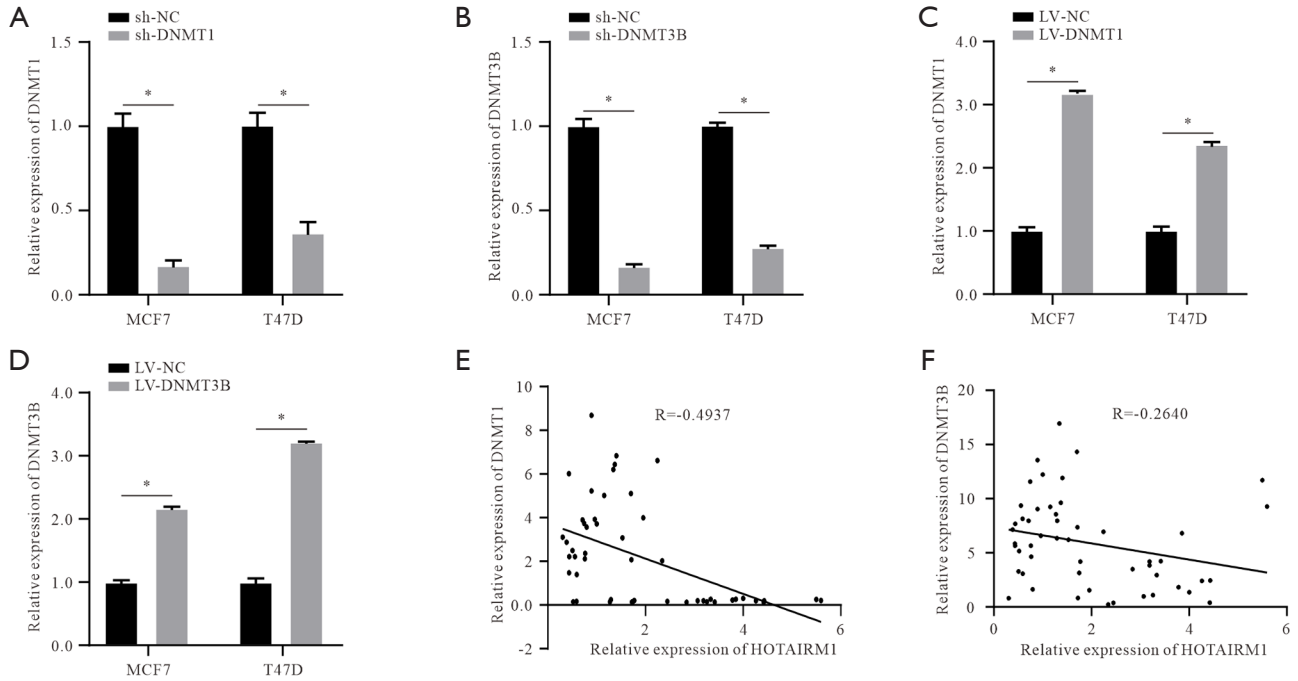 A
sh-NC
sh-DNMT1
Relative expression of DNMT1
1.5
1.0
0.5
0.0
*
*
MCF7
T47D
B
sh-NC
sh-DNMT3B
Relative expression of DNMT3B
1.5
1.0
0.5
0.0
*
*
MCF7
T47D
C
LV-NC
LV-DNMT1
Relative expression of DNMT1
4.0
3.0
2.0
1.0
0.0
*
*
MCF7
T47D
D
LV-NC
LV-DNMT3B
Relative expression of DNMT3B
4.0
3.0
2.0
1.0
0.0
*
*
MCF7
T47D
E
Relative expression of DNMT1
10
8
6
4
2
0.0
-2
R=-0.4937
2
4
6
Relative expression of HOTAIRM1
F
Relative expression of DNMT3B
20
15
10
5
0
R=-0.2640
0
2
4
6
Relative expression of HOTAIRM1